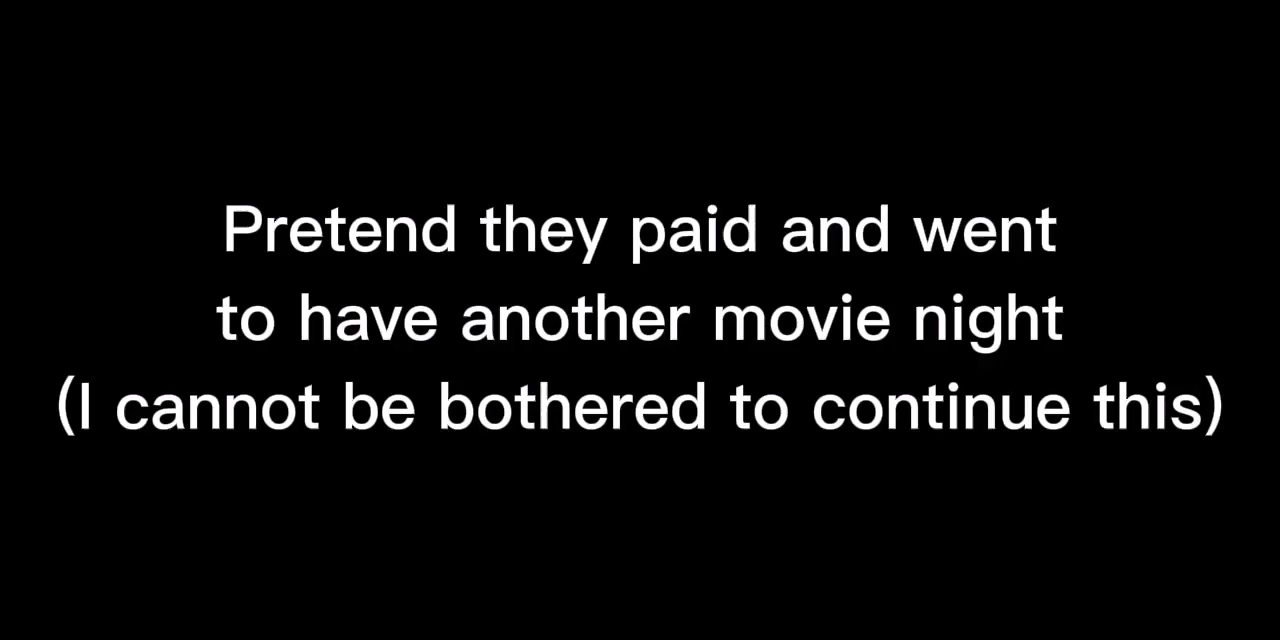 Pretend they paid and went
to have another movie night
(I cannot be bothered to continue this)